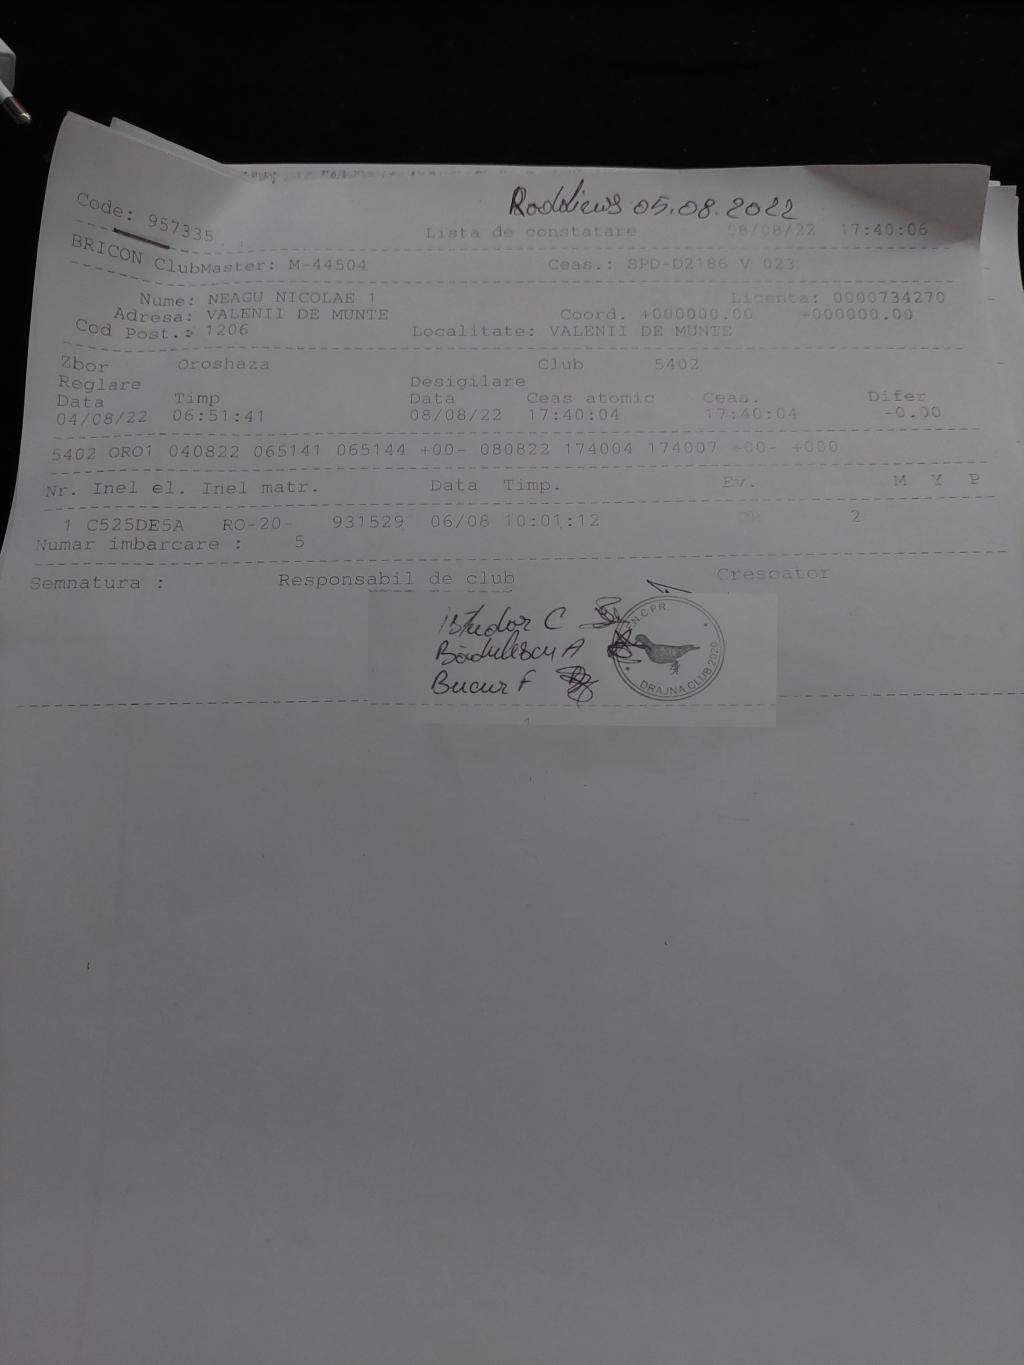 05.08.2022
Code: 957335
Lista de constatare 08/08/22 17:40:06
BRICON ClubMaster: M-44504 Ceas.: SPD-D2186 V 023
Nume: NEAGU NICOLAE 1 Licenta: 0000734270
Adresa: VALENII DE MUNTE Coord. +000000.00 +000000.00
Cod Post.: 1206 Localitate: VALENII DE MUNTE
Zbor Oroshaza Club 5402
Reglare Desigilare
Data Timp Data Ceas atomic Ceas. Difer
04/08/22 06:51:41 08/08/22 17:40:04 17:40:04 -0.00
5402 ORO1 040822 065141 065144 +00- 080822 174004 174007 +00- +000
Nr. Inel el. Inel matr. Data Timp. Ev. M Y P
1 C525DE5A RO-20- 931529 06/08 10:01:12 Ok 2
Numar imbarcare : 5
Semnatura : Responsabil de club Crescator
istudor C
Bădulescu A
Bucur F
N.C.P.R.
DRAJNA CLUB 2020
1